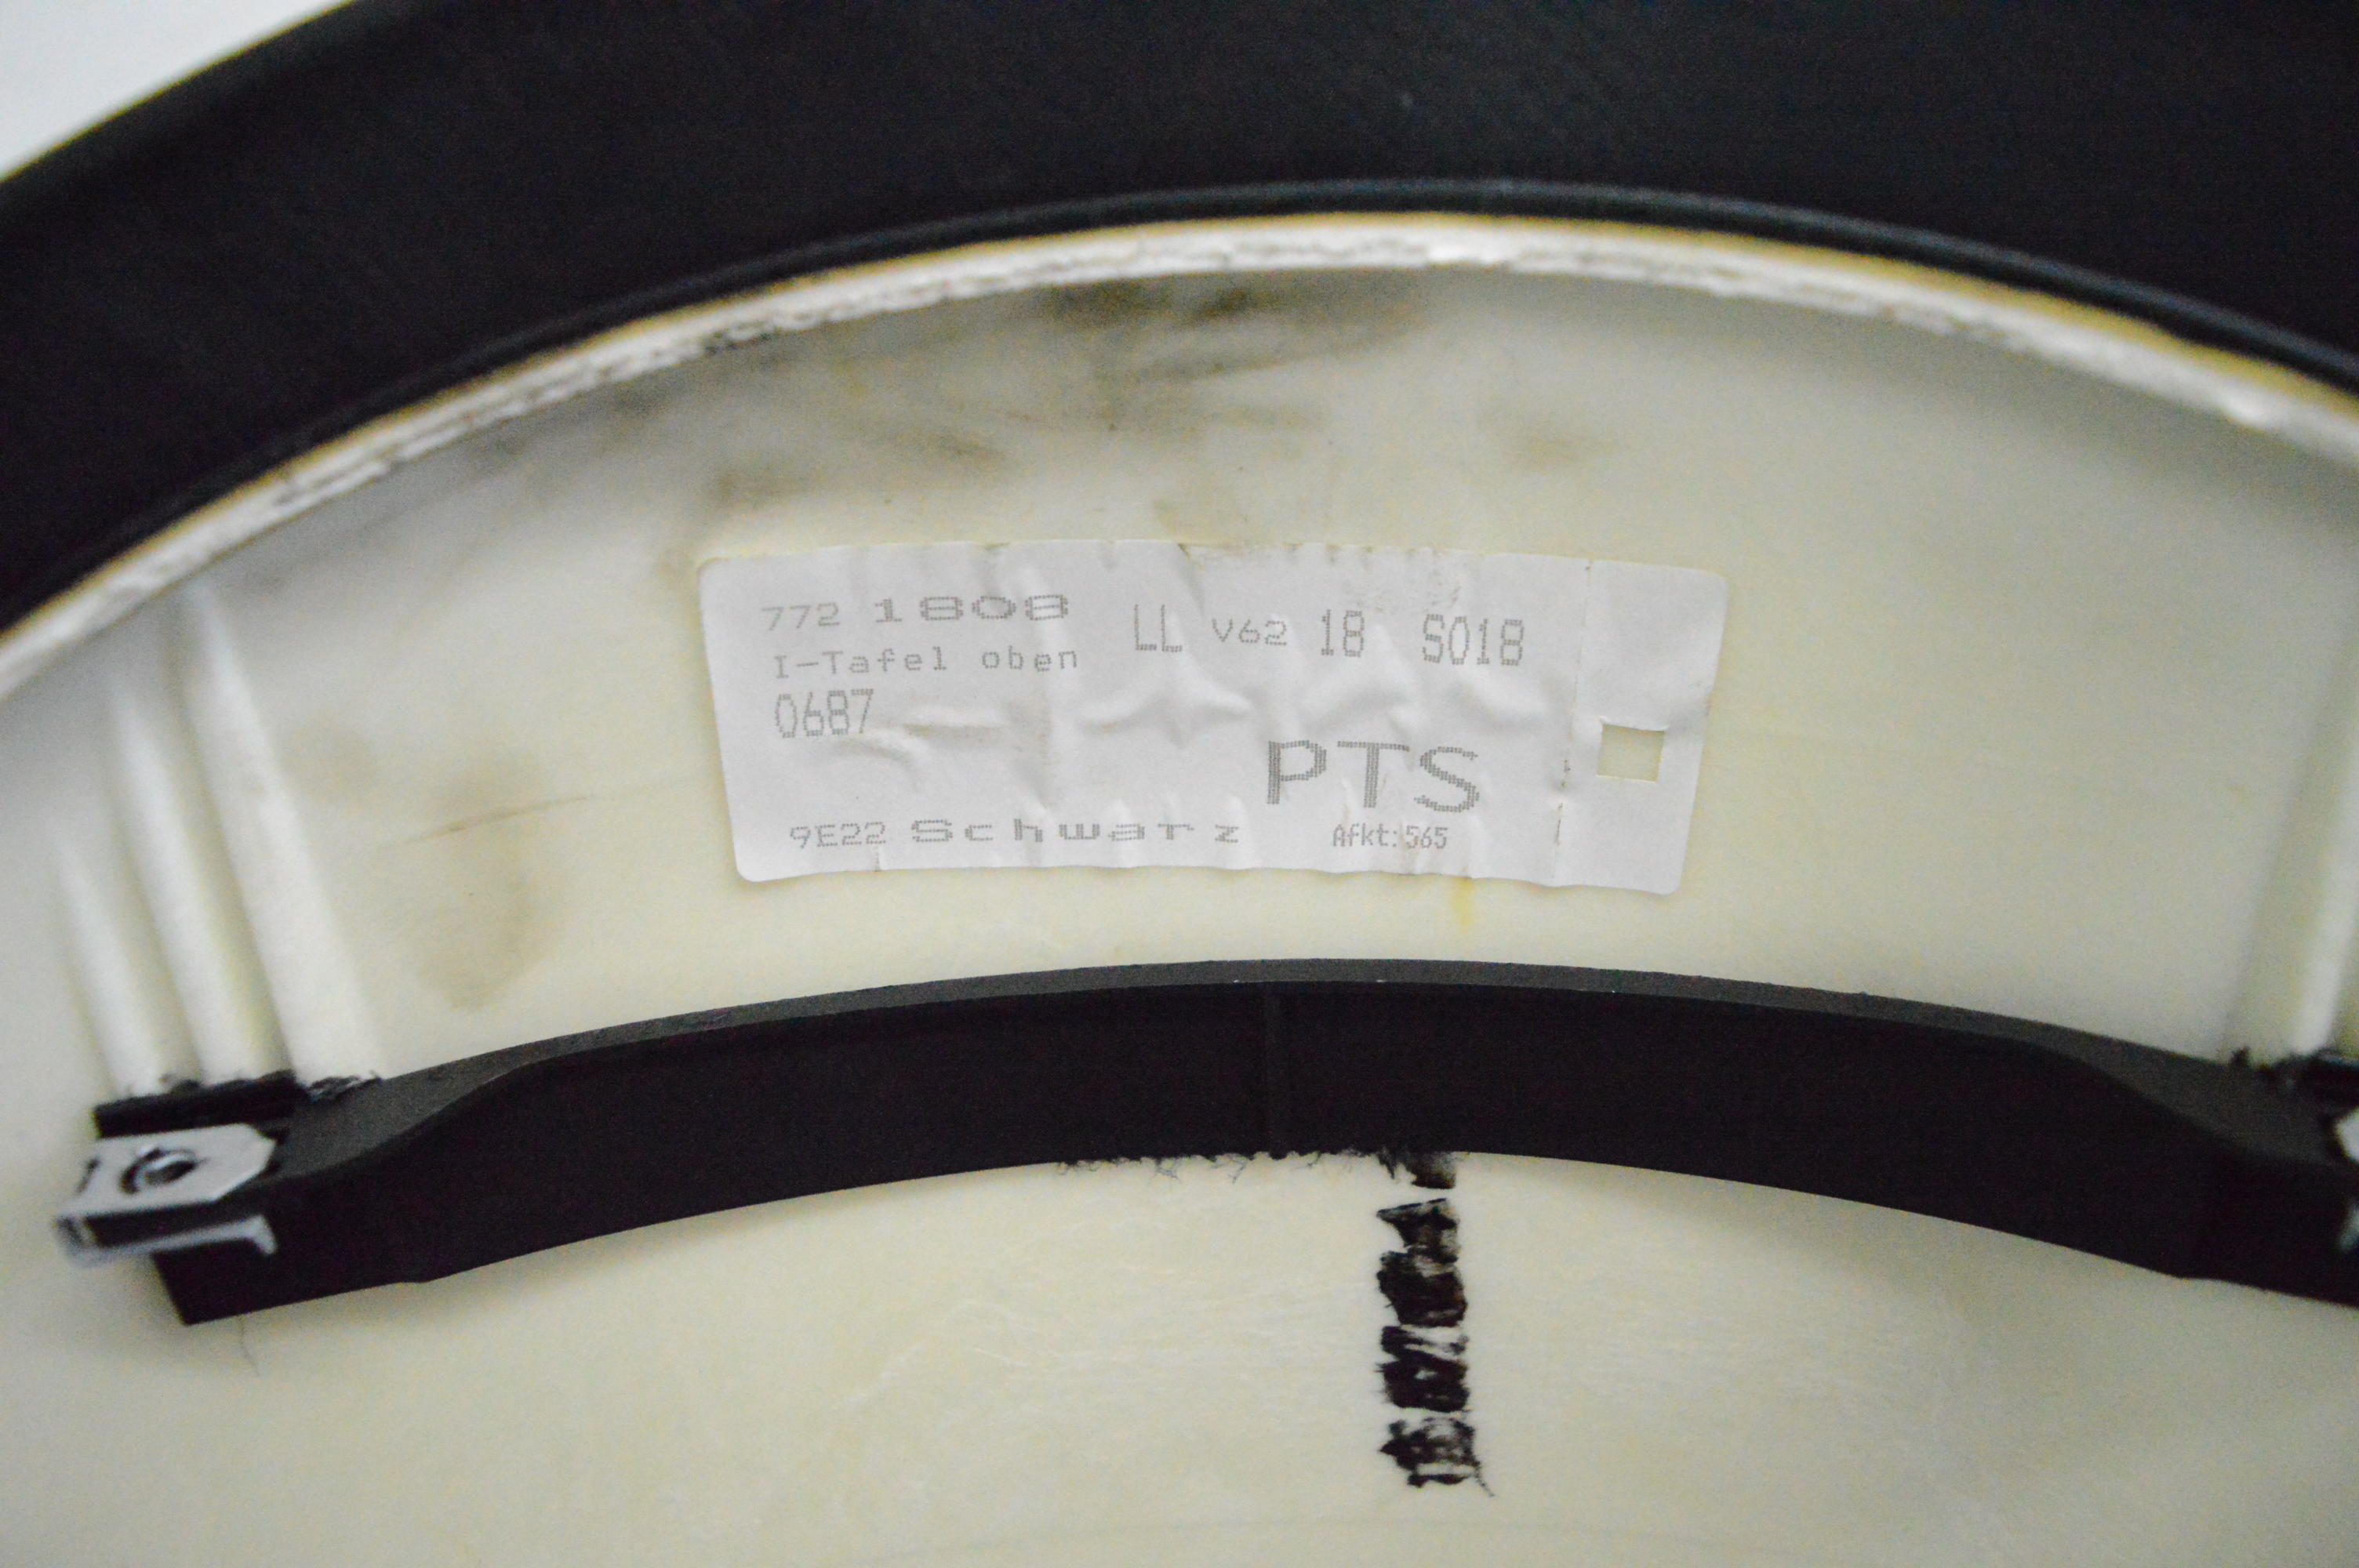 772 1808 LL V62 18 S018
I-Tafel oben
0687
PTS
9E22 Schwarz Afkt:565